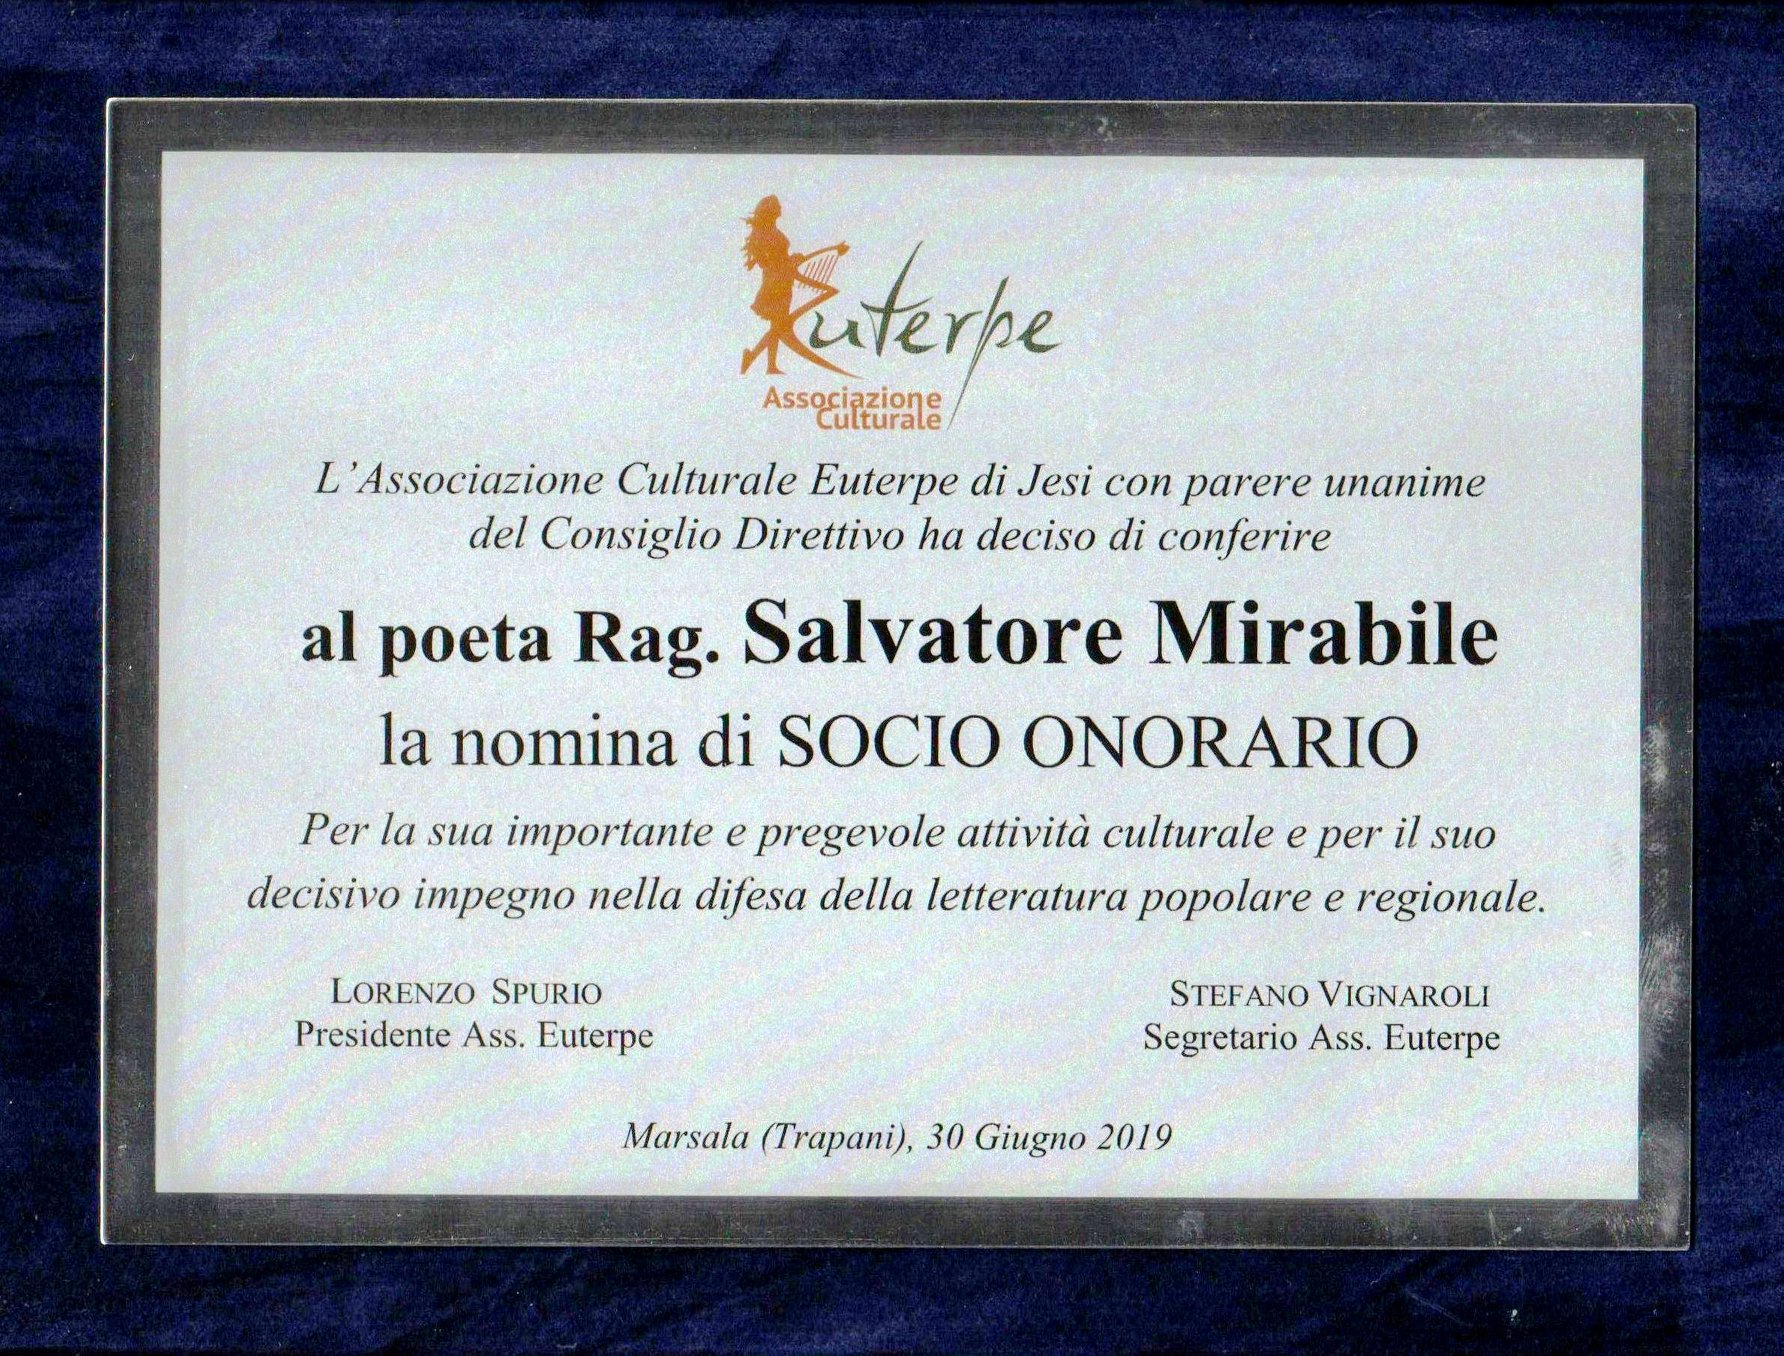 Euterpe
Associazione
Culturale
L'Associazione Culturale Euterpe di Jesi con parere unanime
del Consiglio Direttivo ha deciso di conferire
al poeta Rag. Salvatore Mirabile
la nomina di SOCIO ONORARIO
Per la sua importante e pregevole attività culturale e per il suo
decisivo impegno nella difesa della letteratura popolare e regionale.
LORENZO SPURIO STEFANO VIGNAROLI
Presidente Ass. Euterpe Segretario Ass. Euterpe
Marsala (Trapani), 30 Giugno 2019